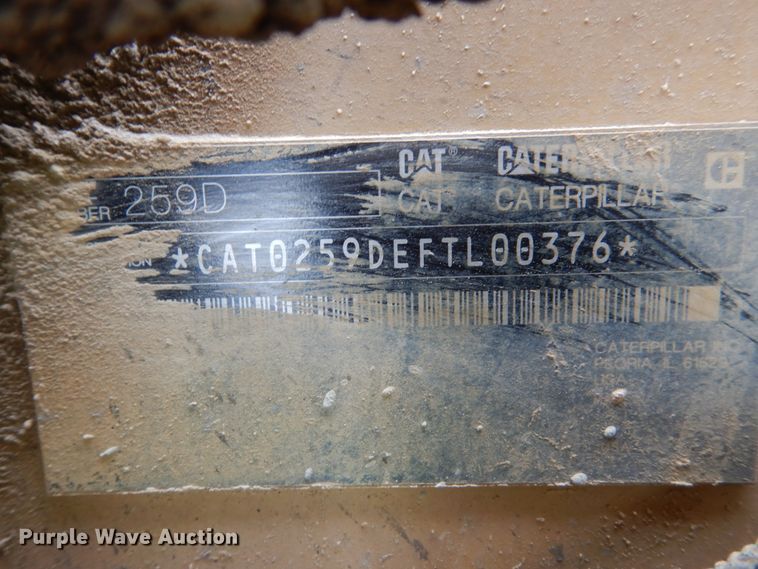 CAT® CATERPILLAR
BER 259D CAT CATERPILLAR
ION *CAT0259DEFTL00376*
CATERPILLAR INC.
PEORIA, IL
Purple Wave Auction